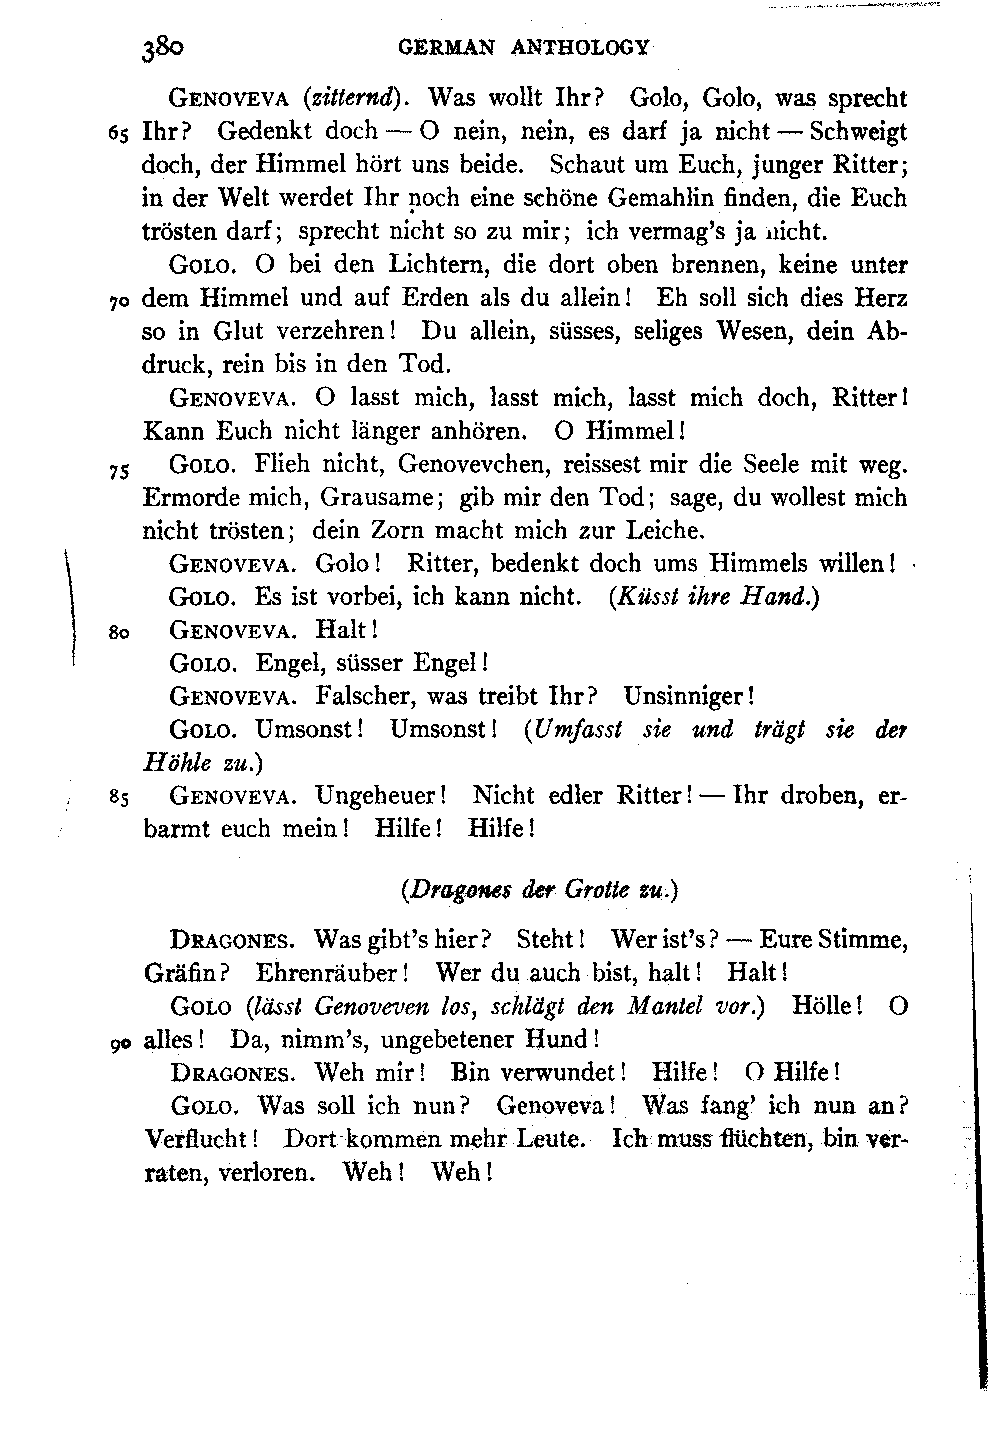 380 GERMAN ANTHOLOGY
GENOVEVA (zitternd). Was wollt Ihr? Golo, Golo, was sprecht
65 Ihr? Gedenkt doch — O nein, nein, es darf ja nicht — Schweigt
doch, der Himmel hört uns beide. Schaut um Euch, junger Ritter;
in der Welt werdet Ihr noch eine schöne Gemahlin finden, die Euch
trösten darf; sprecht nicht so zu mir; ich vermag's ja nicht.
GOLO. O bei den Lichtern, die dort oben brennen, keine unter
70 dem Himmel und auf Erden als du allein! Eh soll sich dies Herz
so in Glut verzehren! Du allein, süsses, seliges Wesen, dein Ab-
druck, rein bis in den Tod.
GENOVEVA. O lasst mich, lasst mich, lasst mich doch, Ritter!
Kann Euch nicht länger anhören. O Himmel!
75 GOLO. Flieh nicht, Genovevchen, reissest mir die Seele mit weg.
Ermorde mich, Grausame; gib mir den Tod; sage, du wollest mich
nicht trösten; dein Zorn macht mich zur Leiche.
GENOVEVA. Golo! Ritter, bedenkt doch ums Himmels willen!
GOLO. Es ist vorbei, ich kann nicht. (Küsst ihre Hand.)
80 GENOVEVA. Halt!
GOLO. Engel, süsser Engel!
GENOVEVA. Falscher, was treibt Ihr? Unsinniger!
GOLO. Umsonst! Umsonst! (Umfasst sie und trägt sie der
Höhle zu.)
85 GENOVEVA. Ungeheuer! Nicht edler Ritter! — Ihr droben, er-
barmt euch mein! Hilfe! Hilfe!
(Dragones der Grotte zu.)
DRAGONES. Was gibt's hier? Steht! Wer ist's? — Eure Stimme,
Gräfin? Ehrenräuber! Wer du auch bist, halt! Halt!
GOLO (lässt Genoveven los, schlägt den Mantel vor.) Hölle! O
90 alles! Da, nimm's, ungebetener Hund!
DRAGONES. Weh mir! Bin verwundet! Hilfe! O Hilfe!
GOLO. Was soll ich nun? Genoveva! Was fang' ich nun an?
Verflucht! Dort kommen mehr Leute. Ich muss flüchten, bin ver-
raten, verloren. Weh! Weh!